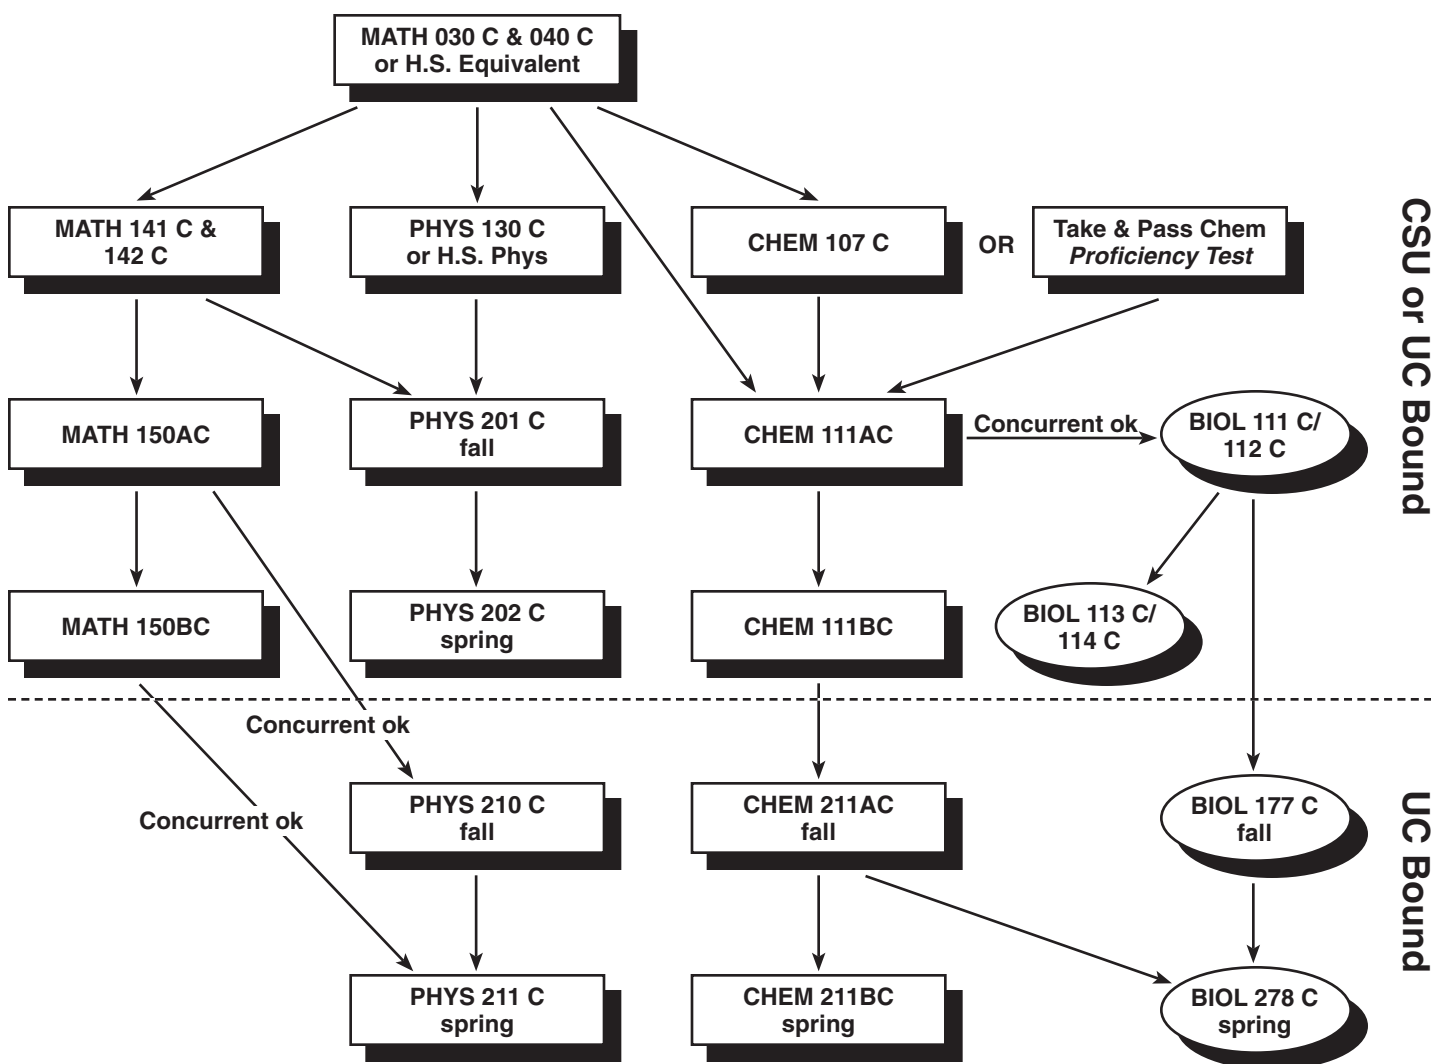 MATH 030 C & 040 C
or H.S. Equivalent
MATH 141 C &
142 C
PHYS 130 C
or H.S. Phys
CHEM 107 C
OR
Take & Pass Chem
Proficiency Test
MATH 150AC
PHYS 201 C
fall
CHEM 111AC
Concurrent ok
BIOL 111 C/
112 C
MATH 150BC
PHYS 202 C
spring
CHEM 111BC
BIOL 113 C/
114 C
CSU or UC Bound
Concurrent ok
Concurrent ok
PHYS 210 C
fall
CHEM 211AC
fall
BIOL 177 C
fall
PHYS 211 C
spring
CHEM 211BC
spring
BIOL 278 C
spring
UC Bound